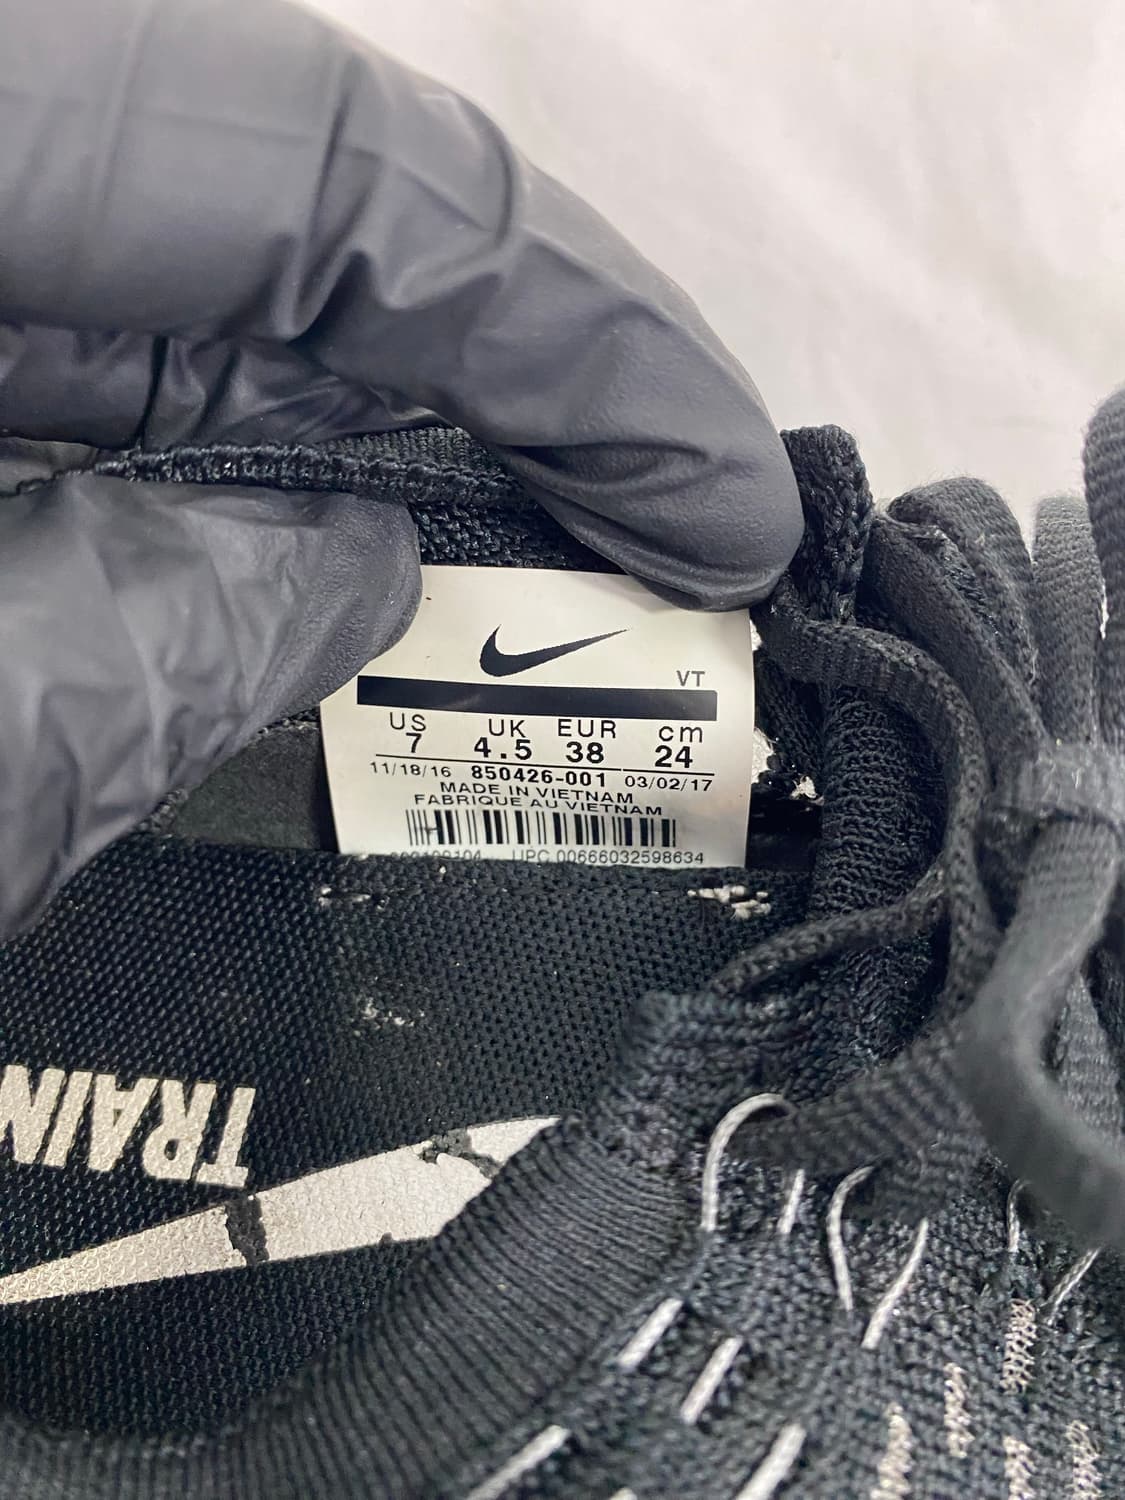 VT
US UK EUR cm
7 4.5 38 24
11/18/16 850426-001 03/02/17
MADE IN VIETNAM
FABRIQUE AU VIETNAM
UPC 00666032598634
TRAIN